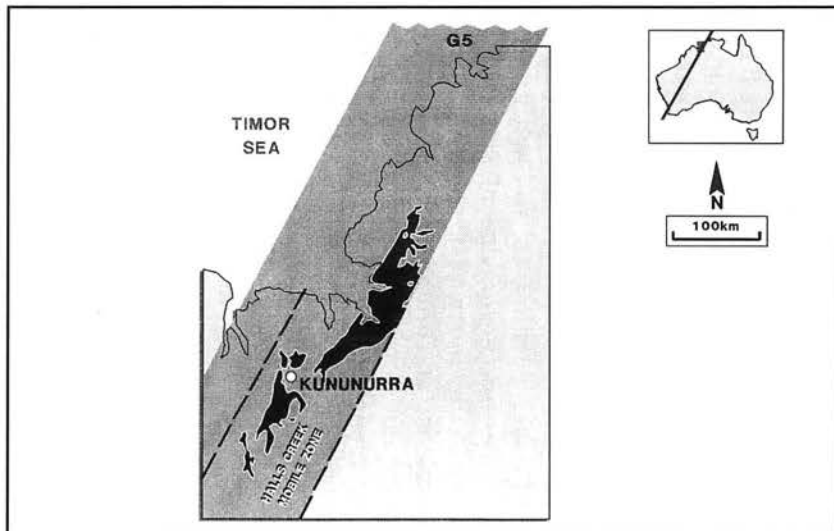 G5
TIMOR
SEA
N
100km
KUNUNURRA
HALLS CREEK
MOBILE ZONE